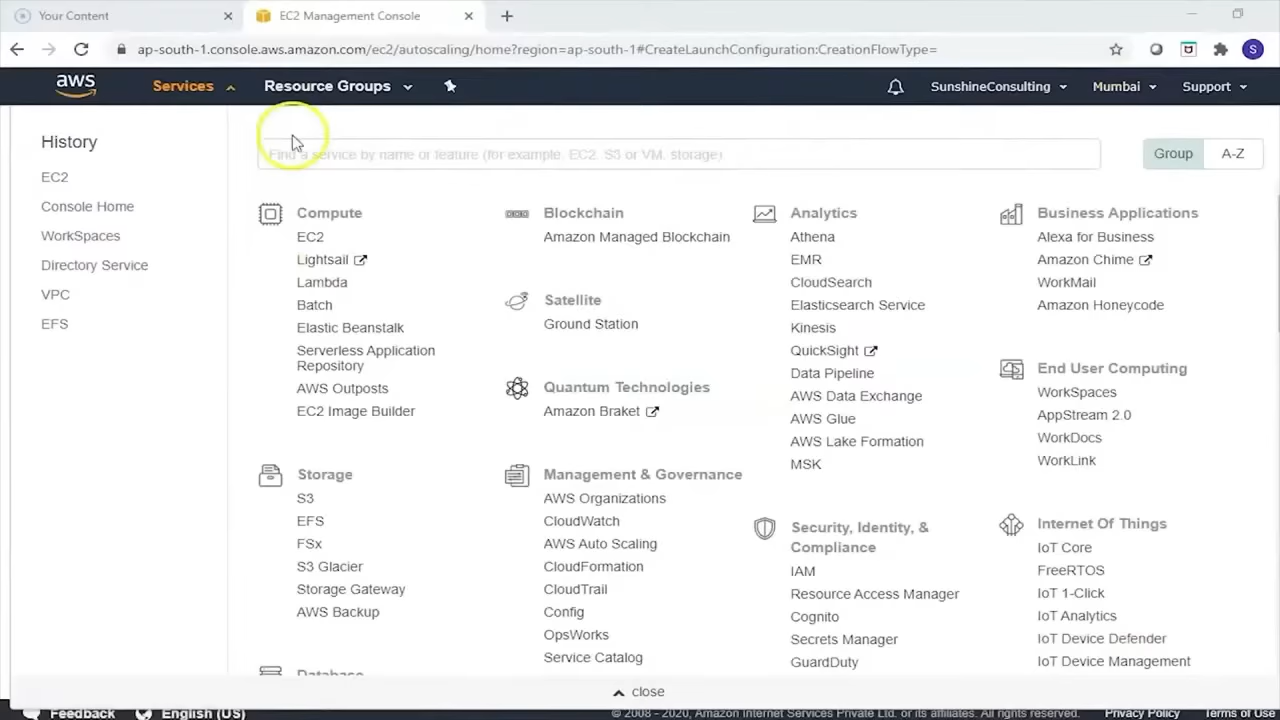 Your Content
EC2 Management Console
ap-south-1.console.aws.amazon.com/ec2/autoscaling/home?region=ap-south-1#CreateLaunchConfiguration:CreationFlowType=
S
aws
Services
Resource Groups
SunshineConsulting
Mumbai
Support
History
EC2
Console Home
WorkSpaces
Directory Service
VPC
EFS
Find a service by name or feature (for example, EC2, S3 or VM, storage).
Group
A-Z
Compute
EC2
Lightsail
Lambda
Batch
Elastic Beanstalk
Serverless Application
Repository
AWS Outposts
EC2 Image Builder
Storage
S3
EFS
FSx
S3 Glacier
Storage Gateway
AWS Backup
Database
Blockchain
Amazon Managed Blockchain
Satellite
Ground Station
Quantum Technologies
Amazon Braket
Management & Governance
AWS Organizations
CloudWatch
AWS Auto Scaling
CloudFormation
CloudTrail
Config
OpsWorks
Service Catalog
Analytics
Athena
EMR
CloudSearch
Elasticsearch Service
Kinesis
QuickSight
Data Pipeline
AWS Data Exchange
AWS Glue
AWS Lake Formation
MSK
Security, Identity, &
Compliance
IAM
Resource Access Manager
Cognito
Secrets Manager
GuardDuty
Business Applications
Alexa for Business
Amazon Chime
WorkMail
Amazon Honeycode
End User Computing
WorkSpaces
AppStream 2.0
WorkDocs
WorkLink
Internet Of Things
IoT Core
FreeRTOS
IoT 1-Click
IoT Analytics
IoT Device Defender
IoT Device Management
close
Feedback
English (US)
© 2008 - 2020, Amazon Internet Services Private Ltd. or its affiliates. All rights reserved.
Privacy Policy
Terms of Use